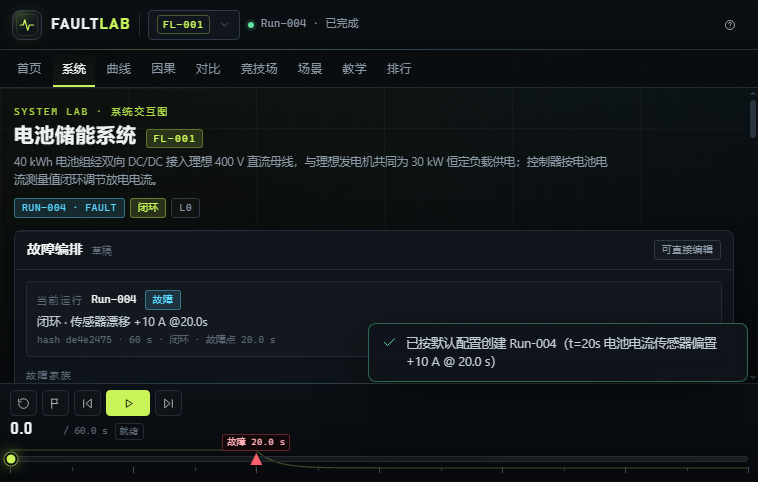 FAULTLAB
FL-001
Run-004 · 已完成
首页 系统 曲线 因果 对比 竞技场 场景 教学 排行
SYSTEM LAB · 系统交互图
电池储能系统 FL-001
40 kWh 电池组经双向 DC/DC 接入理想 400 V 直流母线，与理想发电机共同为 30 kW 恒定负载供电；控制器按电池电
流测量值闭环调节放电电流。
RUN-004 · FAULT 闭环 L0
故障编排 草稿 可直接编辑
当前运行 Run-004 故障
闭环 · 传感器漂移 +10 A @20.0s
hash de4e2475 · 60 s · 闭环 · 故障点 20.0 s
故障家族
已按默认配置创建 Run-004（t=20s 电池电流传感器偏置
+10 A @ 20.0 s）
0.0 / 60.0 s 就绪
故障 20.0 s